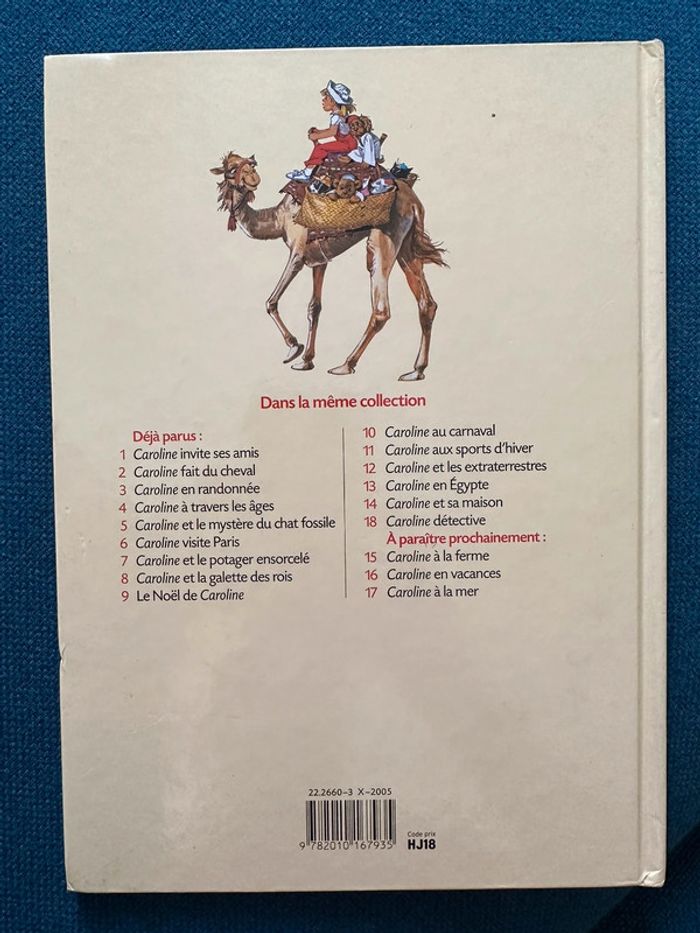 Dans la même collection
Déjà parus :
1 Caroline invite ses amis
2 Caroline fait du cheval
3 Caroline en randonnée
4 Caroline à travers les âges
5 Caroline et le mystère du chat fossile
6 Caroline visite Paris
7 Caroline et le potager ensorcelé
8 Caroline et la galette des rois
9 Le Noël de Caroline
10 Caroline au carnaval
11 Caroline aux sports d'hiver
12 Caroline et les extraterrestres
13 Caroline en Égypte
14 Caroline et sa maison
18 Caroline détective
À paraître prochainement :
15 Caroline à la ferme
16 Caroline en vacances
17 Caroline à la mer
22.2660-3 X-2005
9 782010 167935
Code prix
HJ18